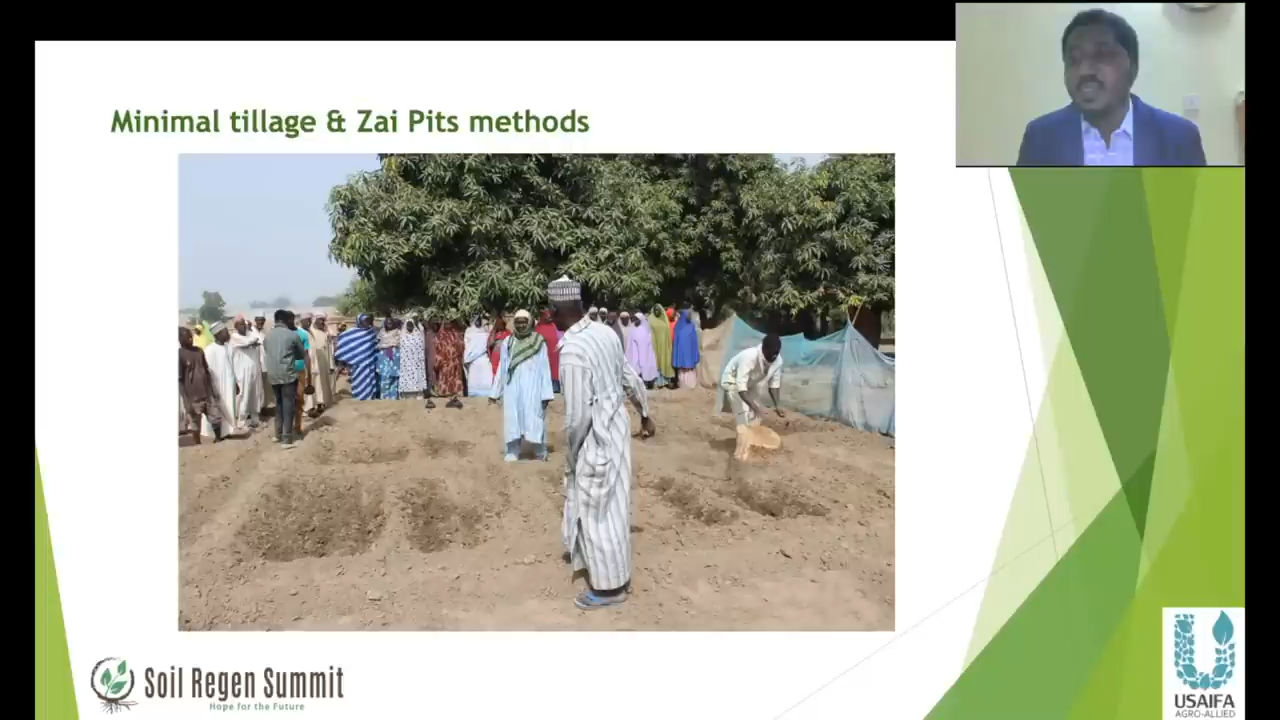 Minimal tillage & Zai Pits methods
Soil Regen Summit
Hope for the Future
USAIFA
AGRO-ALLIED